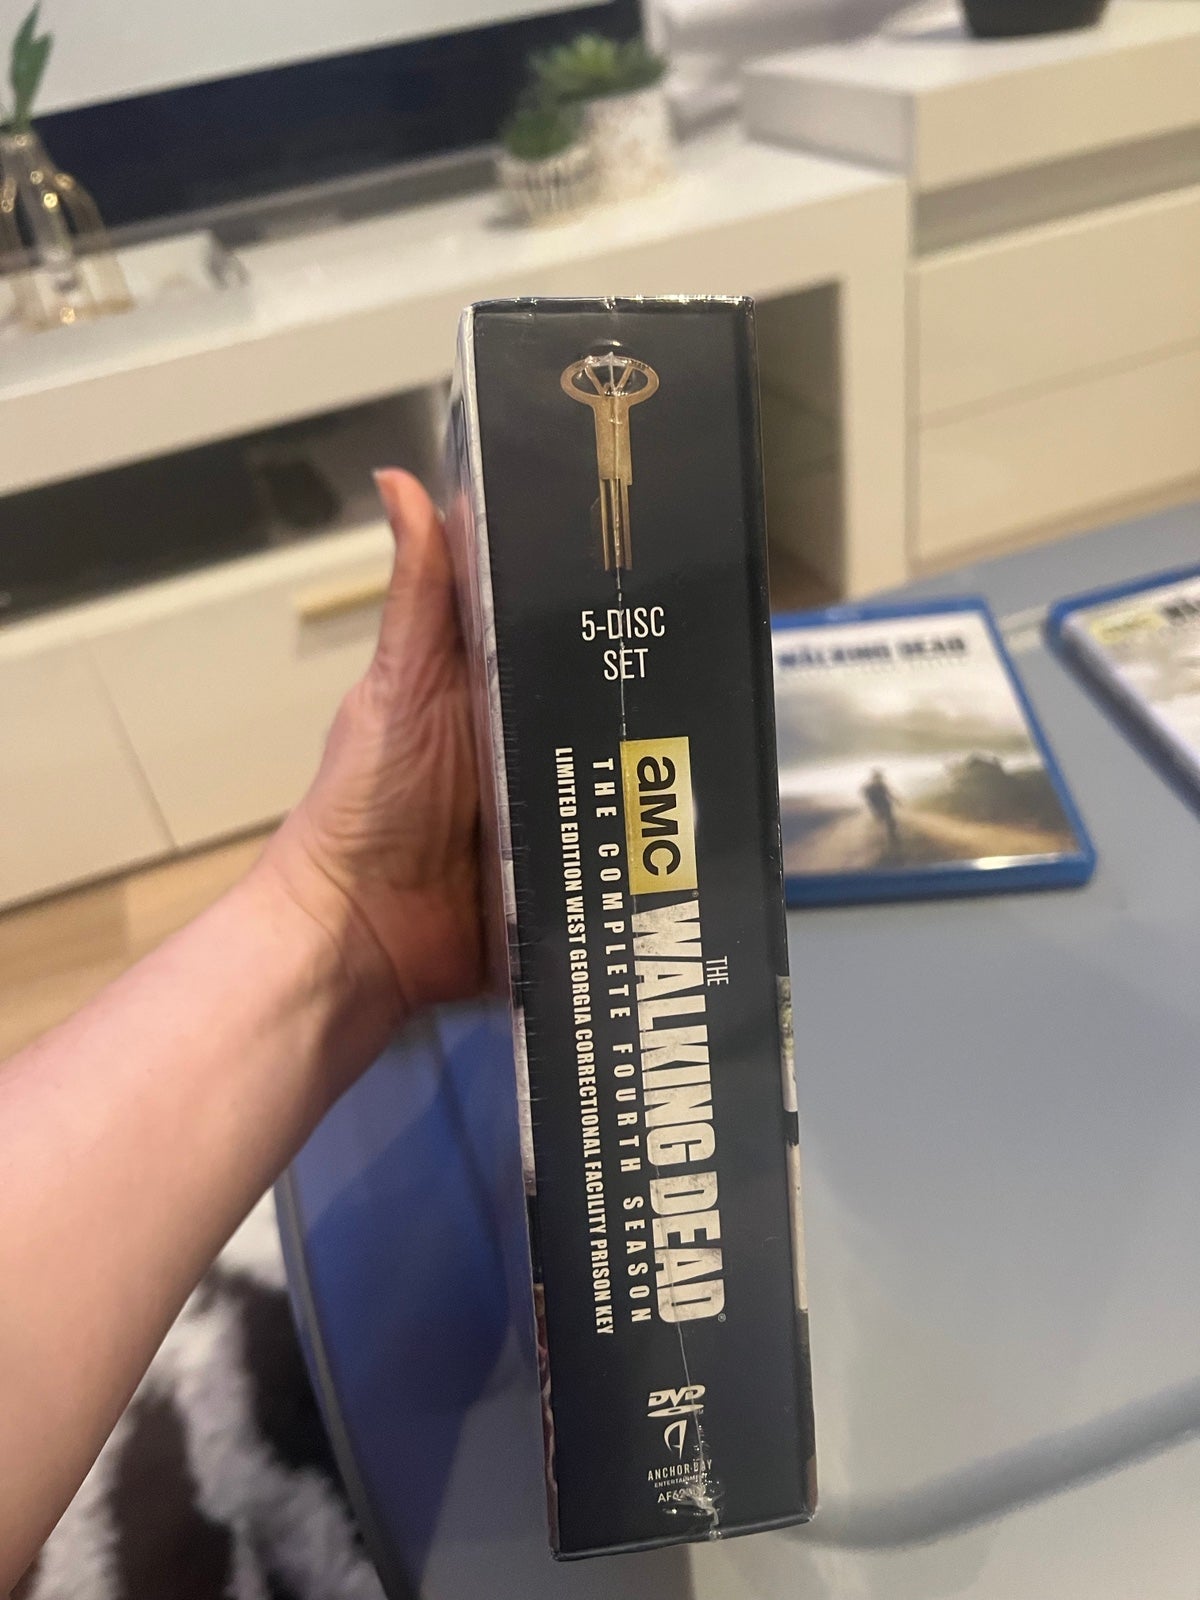 5-DISC
SET
aMC
THE
WALKING DEAD®
THE COMPLETE FOURTH SEASON
LIMITED EDITION WEST GEORGIA CORRECTIONAL FACILITY PRISON KEY
DVD
ANCHOR BAY
ENTERTAINMENT
WALKING DEAD